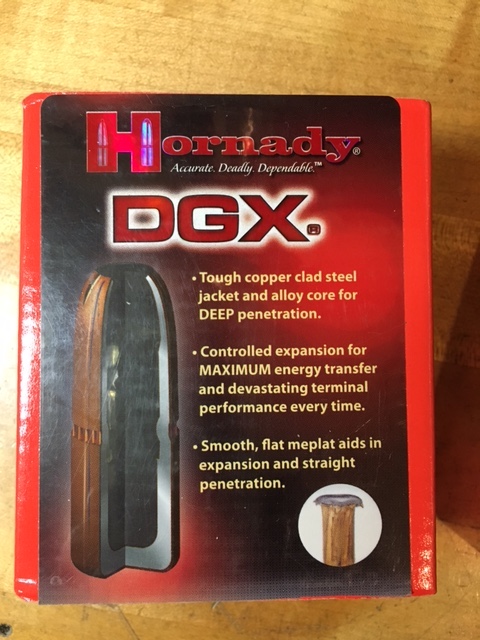 Hornady®
Accurate. Deadly. Dependable.™
DGX®
• Tough copper clad steel
jacket and alloy core for
DEEP penetration.
• Controlled expansion for
MAXIMUM energy transfer
and devastating terminal
performance every time.
• Smooth, flat meplat aids in
expansion and straight
penetration.